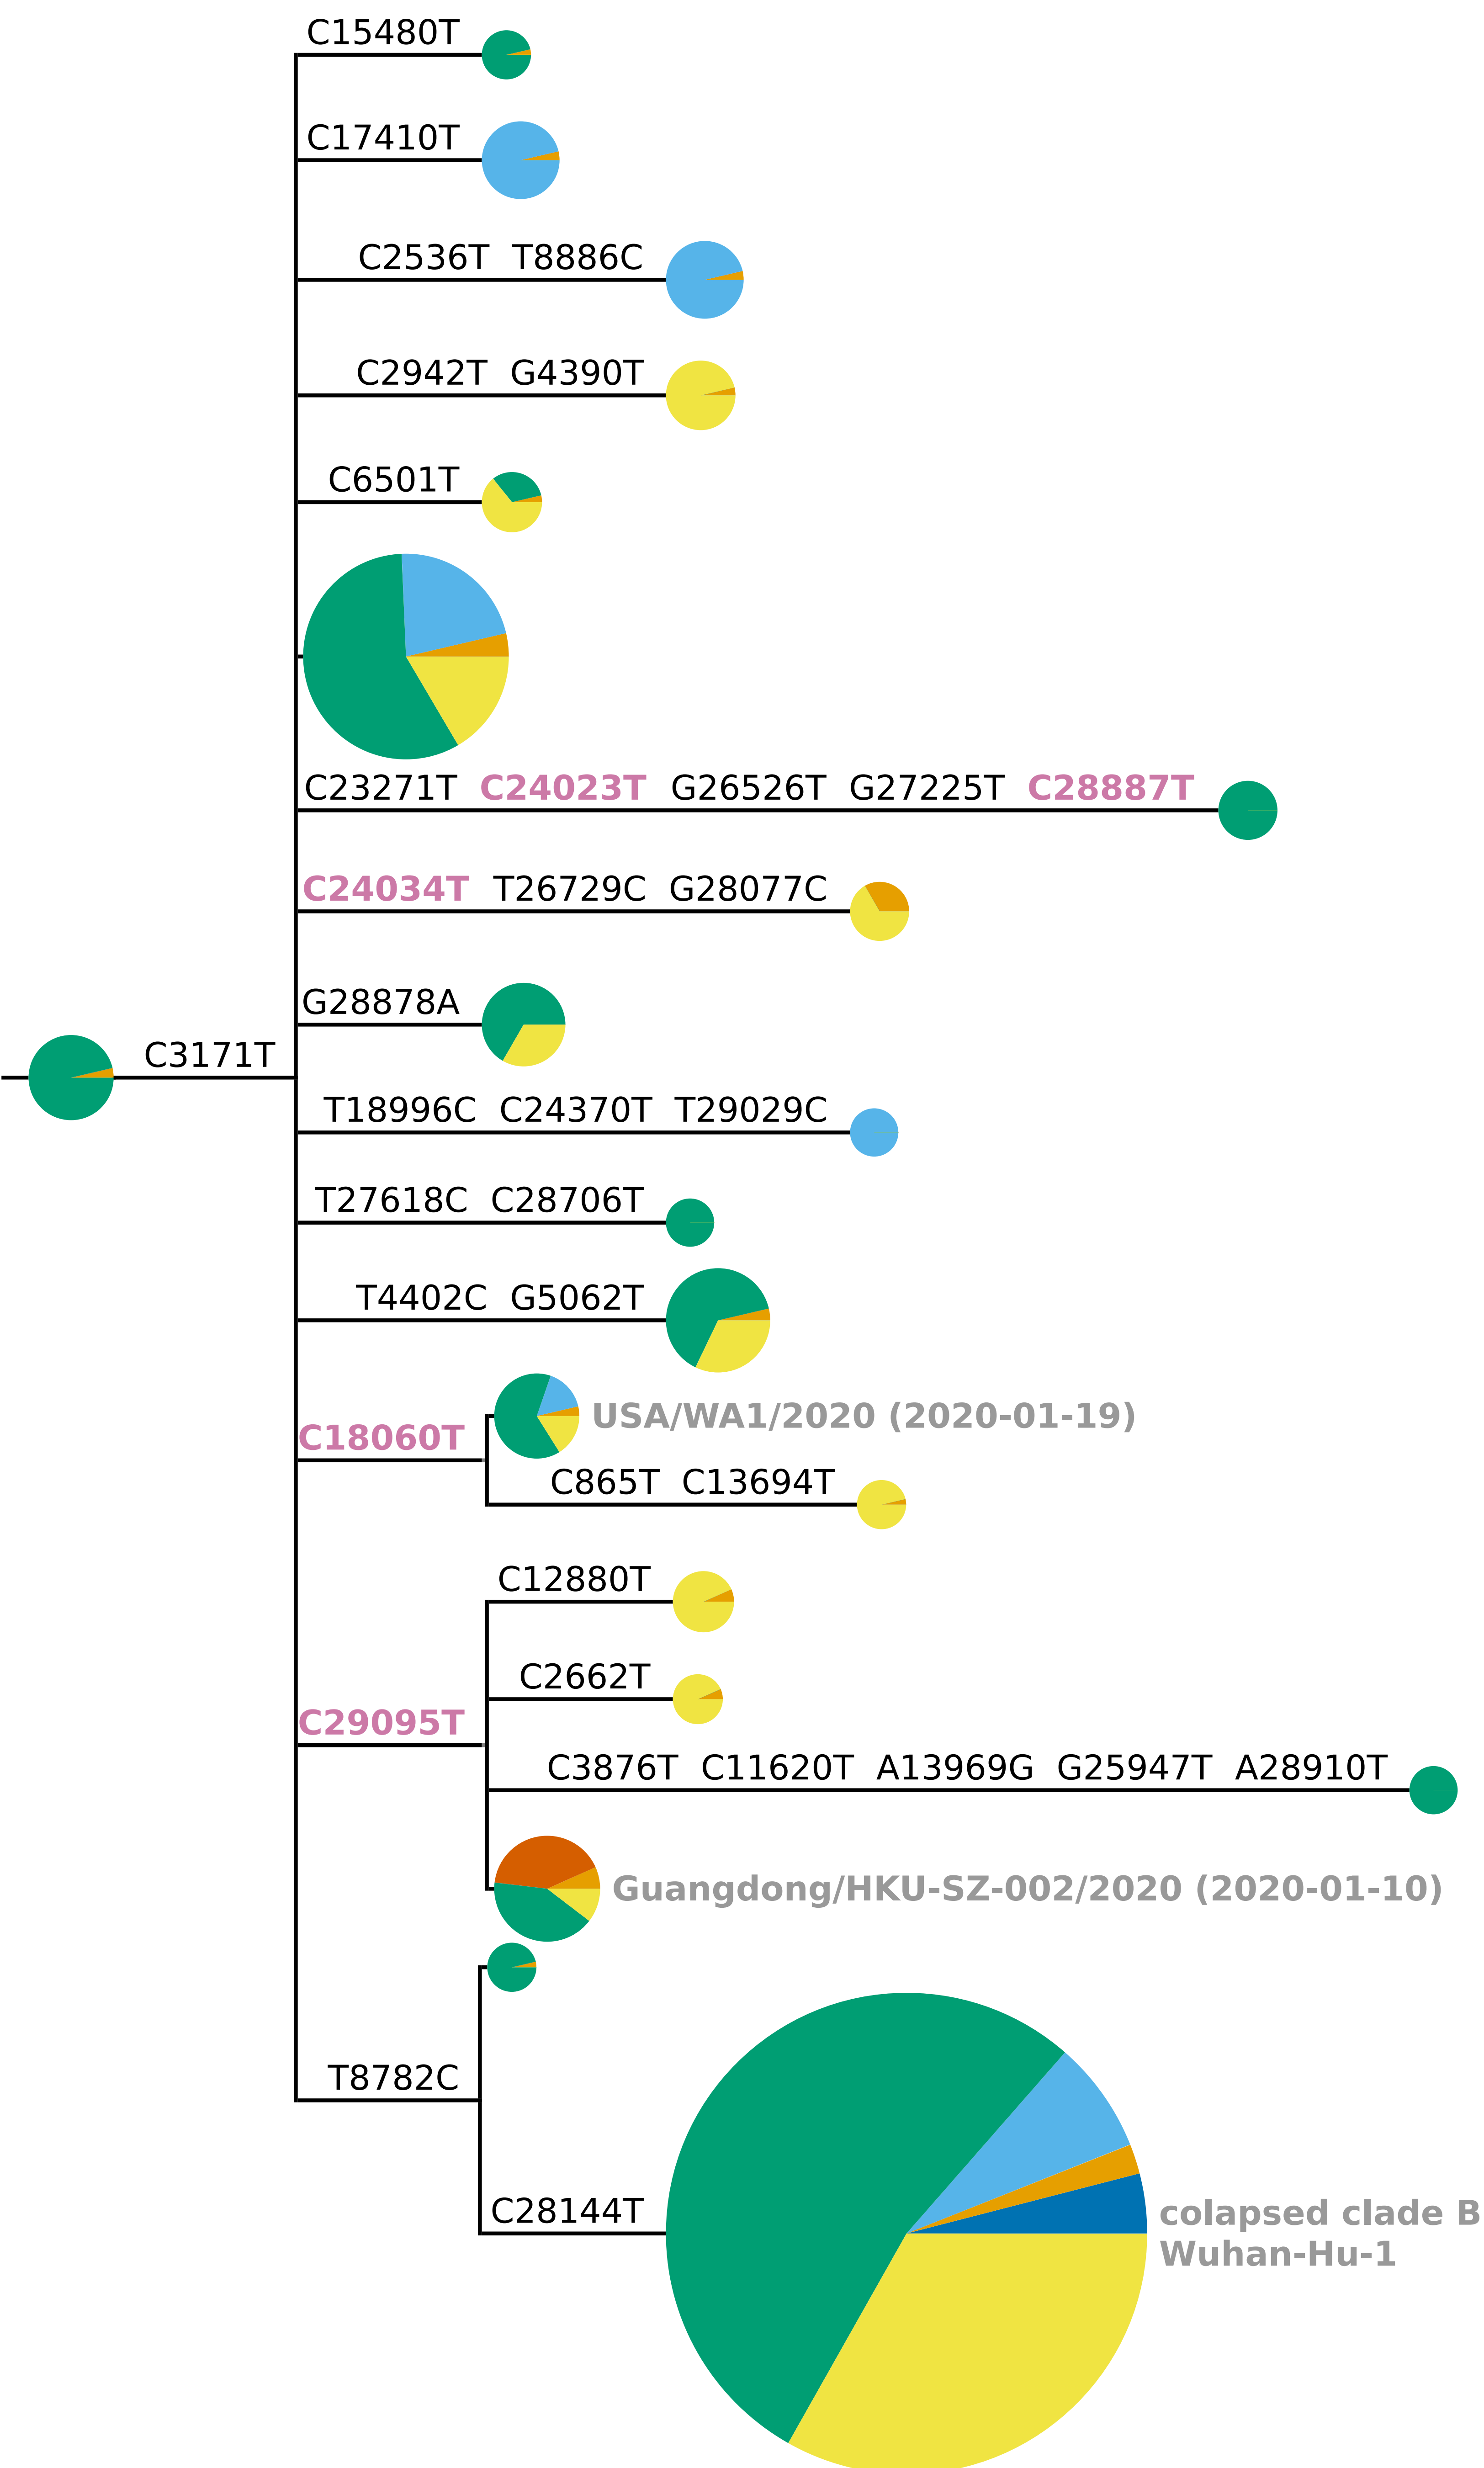 C15480T
C17410T
C2536T T8886C
C2942T G4390T
C6501T
C23271T C24023T G26526T G27225T C28887T
C24034T T26729C G28077C
G28878A
C3171T
T18996C C24370T T29029C
T27618C C28706T
T4402C G5062T
USA/WA1/2020 (2020-01-19)
C18060T
C865T C13694T
C12880T
C2662T
C29095T
C3876T C11620T A13969G G25947T A28910T
Guangdong/HKU-SZ-002/2020 (2020-01-10)
T8782C
C28144T
colapsed clade B
Wuhan-Hu-1